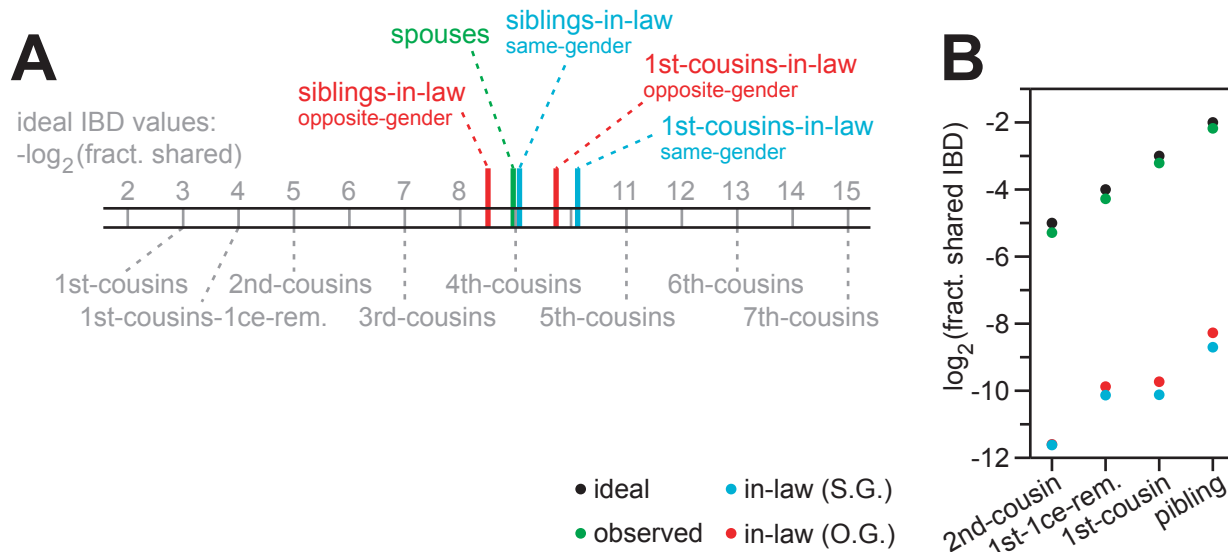 A
spouses
siblings-in-law
same-gender
siblings-in-law
opposite-gender
1st-cousins-in-law
opposite-gender
1st-cousins-in-law
same-gender
ideal IBD values:
-log2(fract. shared)
2 3 4 5 6 7 8 11 12 13 14 15
1st-cousins 2nd-cousins 4th-cousins 6th-cousins
1st-cousins-1ce-rem. 3rd-cousins 5th-cousins 7th-cousins
B
log2(fract. shared IBD)
-2
-4
-6
-8
-10
-12
2nd-cousin
1st-1ce-rem.
1st-cousin
pibling
ideal
in-law (S.G.)
observed
in-law (O.G.)